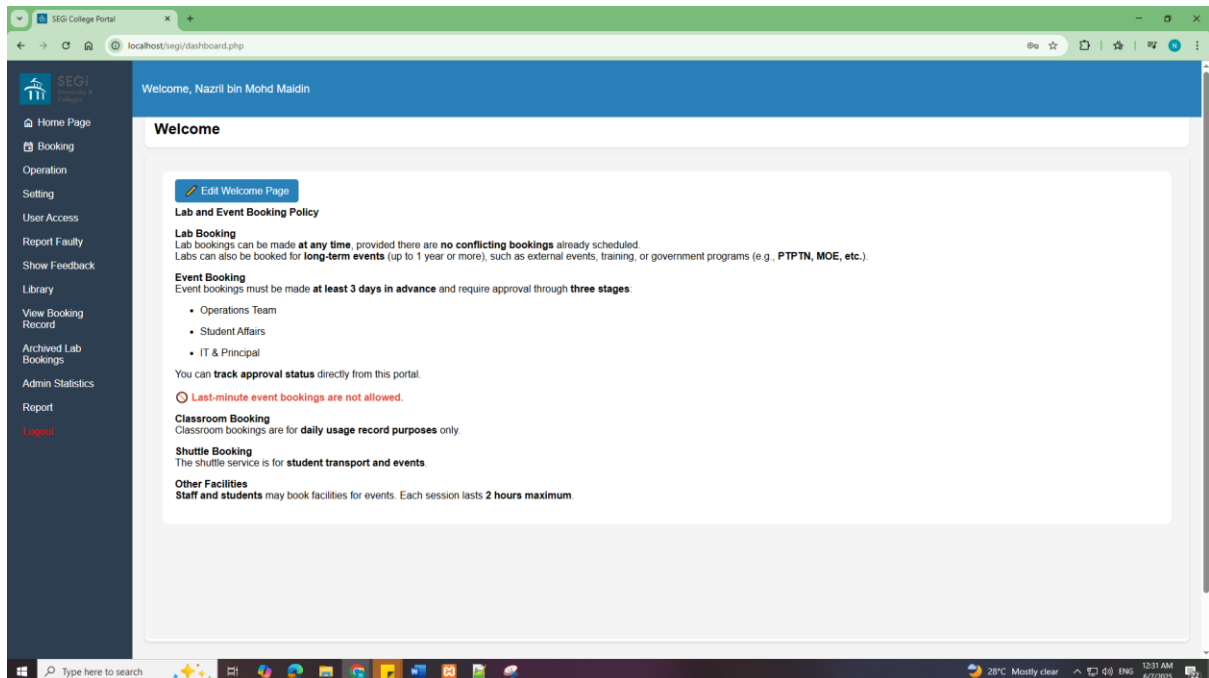 SEGi College Portal
localhost/segi/dashboard.php
N
SEGi
University &
Colleges
Welcome, Nazril bin Mohd Maidin
Home Page
Booking
Operation
Setting
User Access
Report Faulty
Show Feedback
Library
View Booking
Record
Archived Lab
Bookings
Admin Statistics
Report
Logout
Welcome
Edit Welcome Page
Lab and Event Booking Policy
Lab Booking
Lab bookings can be made at any time, provided there are no conflicting bookings already scheduled.
Labs can also be booked for long-term events (up to 1 year or more), such as external events, training, or government programs (e.g., PTPTN, MOE, etc.).
Event Booking
Event bookings must be made at least 3 days in advance and require approval through three stages:
• Operations Team
• Student Affairs
• IT & Principal
You can track approval status directly from this portal.
Last-minute event bookings are not allowed.
Classroom Booking
Classroom bookings are for daily usage record purposes only.
Shuttle Booking
The shuttle service is for student transport and events.
Other Facilities
Staff and students may book facilities for events. Each session lasts 2 hours maximum.
Type here to search
28°C Mostly clear
ENG
12:31 AM
6/7/2025